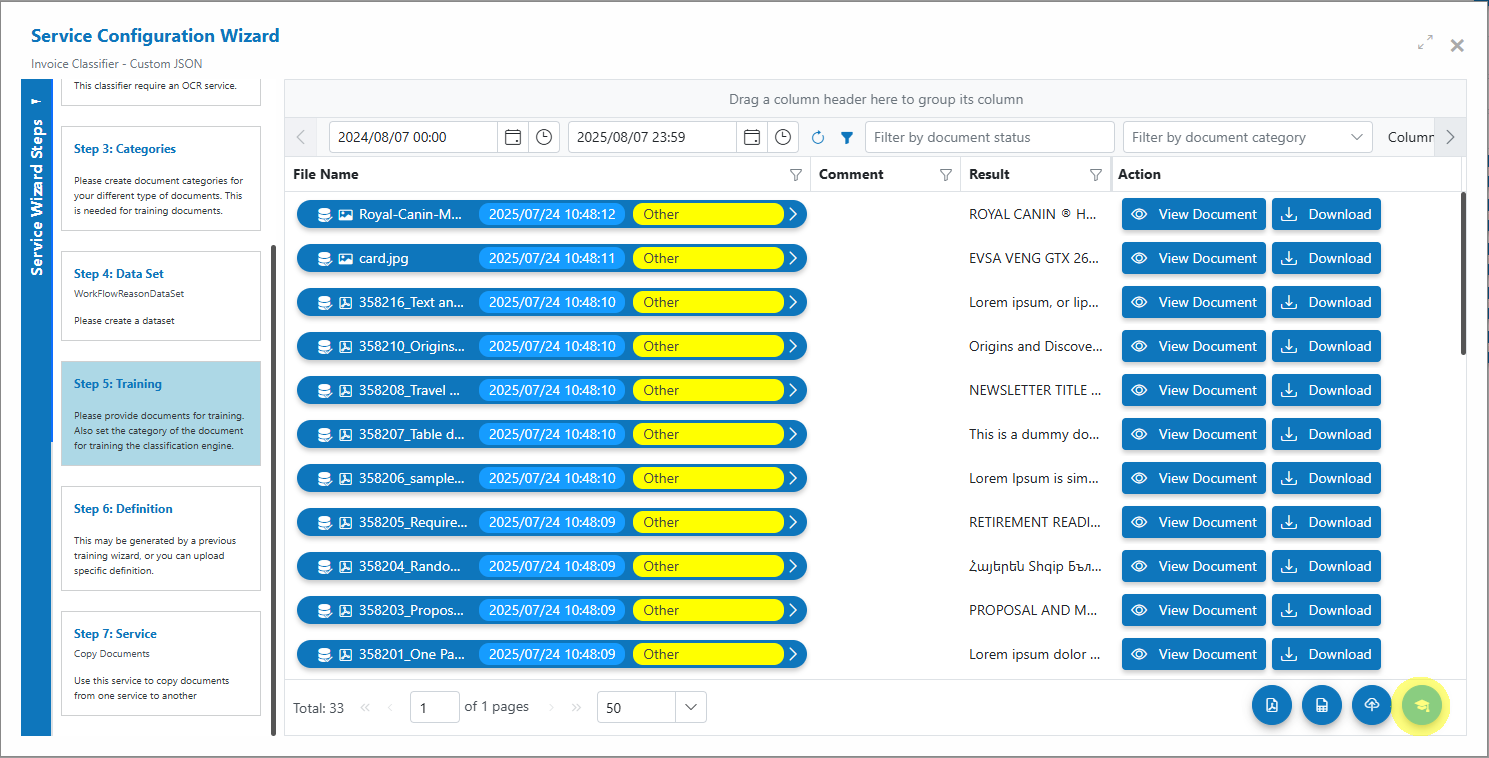 Service Configuration Wizard
Invoice Classifier - Custom JSON
Service Wizard Steps
This classifier require an OCR service.
Step 3: Categories
Please create document categories for
your different type of documents. This
is needed for training documents.
Step 4: Data Set
WorkFlowReasonDataSet
Please create a dataset
Step 5: Training
Please provide documents for training.
Also set the category of the document
for training the classification engine.
Step 6: Definition
This may be generated by a previous
training wizard, or you can upload
specific definition.
Step 7: Service
Copy Documents
Use this service to copy documents
from one service to another
Drag a column header here to group its column
2024/08/07 00:00 2025/08/07 23:59 Filter by document status Filter by document category Column
File Name Comment Result Action
Royal-Canin-M... 2025/07/24 10:48:12 Other ROYAL CANIN ® H... View Document Download
card.jpg 2025/07/24 10:48:11 Other EVSA VENG GTX 26... View Document Download
358216_Text an... 2025/07/24 10:48:10 Other Lorem ipsum, or lip... View Document Download
358210_Origins... 2025/07/24 10:48:10 Other Origins and Discove... View Document Download
358208_Travel ... 2025/07/24 10:48:10 Other NEWSLETTER TITLE ... View Document Download
358207_Table d... 2025/07/24 10:48:10 Other This is a dummy do... View Document Download
358206_sample... 2025/07/24 10:48:10 Other Lorem Ipsum is sim... View Document Download
358205_Require... 2025/07/24 10:48:09 Other RETIREMENT READI... View Document Download
358204_Rando... 2025/07/24 10:48:09 Other Հայերեն Shqip Бъл... View Document Download
358203_Propos... 2025/07/24 10:48:09 Other PROPOSAL AND M... View Document Download
358201_One Pa... 2025/07/24 10:48:09 Other Lorem ipsum dolor ... View Document Download
Total: 33 1 of 1 pages 50